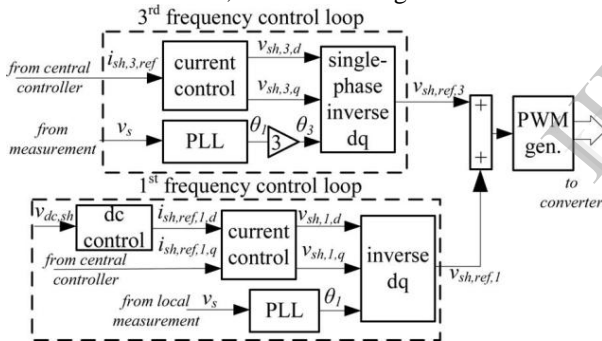 3rd frequency control loop
i_sh,3,ref
from central
controller
current
control
v_sh,3,d
v_sh,3,q
single-
phase
inverse
dq
v_sh,ref,3
from
measurement
v_s
PLL
θ_1
3
θ_3
+
+
PWM
gen.
to
converter
1st frequency control loop
v_dc,sh
dc
control
i_sh,ref,1,d
i_sh,ref,1,q
from central
controller
current
control
v_sh,1,d
v_sh,1,q
inverse
dq
v_sh,ref,1
from local
measurement
v_s
PLL
θ_1